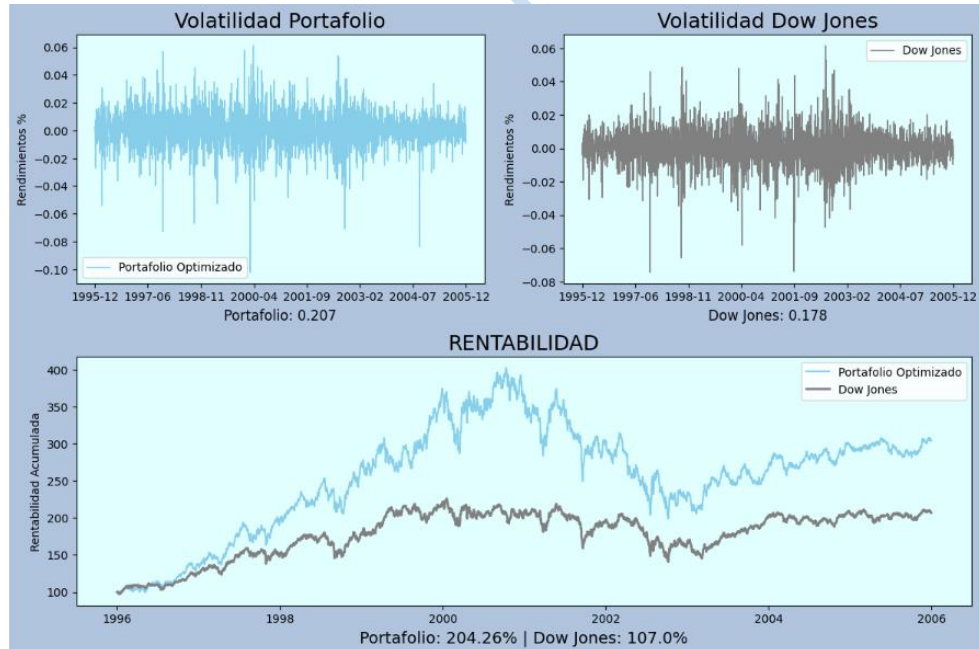 Volatilidad Portafolio
Rendimientos %
0.06
0.04
0.02
0.00
−0.02
−0.04
−0.06
−0.08
−0.10
Portafolio Optimizado
1995-12 1997-06 1998-11 2000-04 2001-09 2003-02 2004-07 2005-12
Portafolio: 0.207
Volatilidad Dow Jones
Rendimientos %
0.06
0.04
0.02
0.00
−0.02
−0.04
−0.06
−0.08
Dow Jones
1995-12 1997-06 1998-11 2000-04 2001-09 2003-02 2004-07 2005-12
Dow Jones: 0.178
RENTABILIDAD
Rentabilidad Acumulada
400
350
300
250
200
150
100
Portafolio Optimizado
Dow Jones
1996 1998 2000 2002 2004 2006
Portafolio: 204.26% | Dow Jones: 107.0%